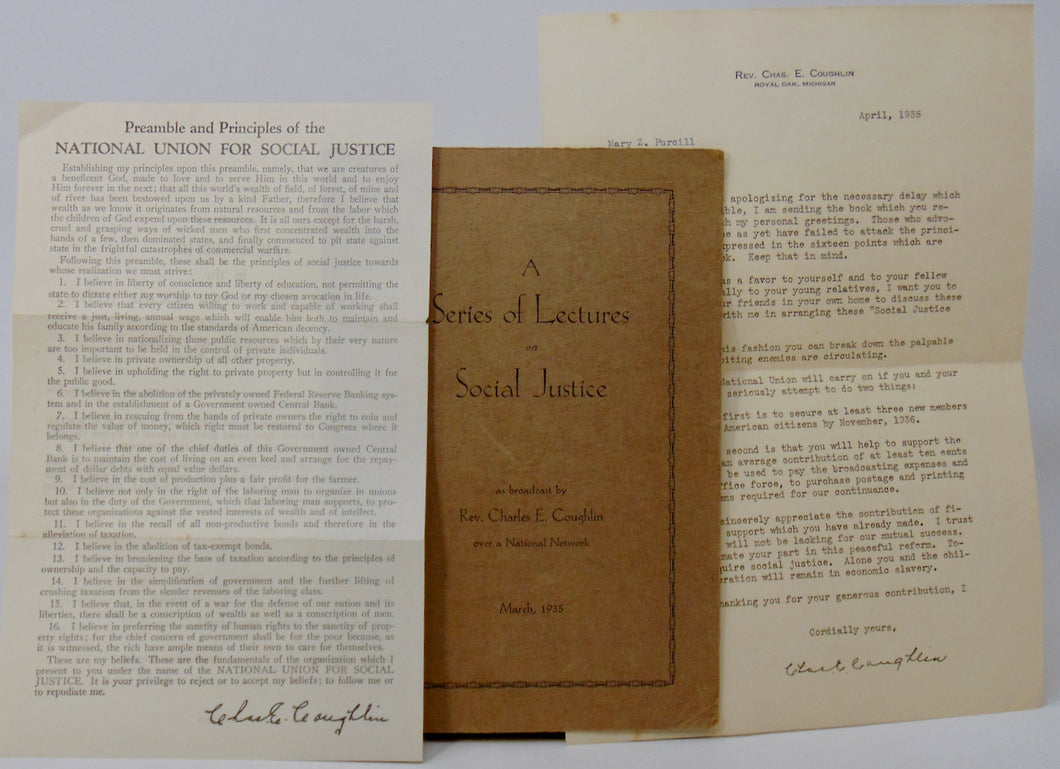 Preamble and Principles of the
NATIONAL UNION FOR SOCIAL JUSTICE
Establishing my principles upon this preamble, namely, that we are creatures of
a beneficent God, made to love and to serve Him in this world and to enjoy
Him forever in the next; that all this world's wealth of field, of forest, of mine and
of river has been bestowed upon us by a kind Father, therefore I believe that
wealth as we know it originates from natural resources and from the labor which
the children of God expend upon these resources. It is all ours except for the harsh,
cruel and grasping ways of wicked men who first concentrated wealth into the
hands of a few, then dominated states, and finally commenced to pit state against
state in the frightful catastrophes of commercial warfare.
Following this preamble, these shall be the principles of social justice towards
whose realization we must strive:
1. I believe in liberty of conscience and liberty of education, not permitting the
state to dictate either my worship to my God or my chosen avocation in life.
2. I believe that every citizen willing to work and capable of working shall
receive a just, living, annual wage which will enable him both to maintain and
educate his family according to the standards of American decency.
3. I believe in nationalizing those public resources which by their very nature
are too important to be held in the control of private individuals.
4. I believe in private ownership of all other property.
5. I believe in upholding the right to private property but in controlling it for
the public good.
6. I believe in the abolition of the privately owned Federal Reserve Banking sys-
tem and in the establishment of a Government owned Central Bank.
7. I believe in rescuing from the hands of private owners the right to coin and
regulate the value of money, which right must be restored to Congress where it
belongs.
8. I believe that one of the chief duties of this Government owned Central
Bank is to maintain the cost of living on an even keel and arrange for the repay-
ment of dollar debts with equal value dollars.
9. I believe in the cost of production plus a fair profit for the farmer.
10. I believe not only in the right of the laboring man to organize in unions
but also in the duty of the Government, which that laboring man supports, to pro-
tect these organizations against the vested interests of wealth and of intellect.
11. I believe in the recall of all non-productive bonds and therefore in the
alleviation of taxation.
12. I believe in the abolition of tax-exempt bonds.
13. I believe in broadening the base of taxation according to the principles of
ownership and the capacity to pay.
14. I believe in the simplification of government and the further lifting of
crushing taxation from the slender revenues of the laboring class.
15. I believe that, in the event of a war for the defense of our nation and its
liberties, there shall be a conscription of wealth as well as a conscription of men.
16. I believe in preferring the sanctity of human rights to the sanctity of prop-
erty rights; for the chief concern of government shall be for the poor because, as
it is witnessed, the rich have ample means of their own to care for themselves.
These are my beliefs. These are the fundamentals of the organization which I
present to you under the name of the NATIONAL UNION FOR SOCIAL
JUSTICE. It is your privilege to reject or to accept my beliefs; to follow me or
to repudiate me.
Chas. E. Coughlin
A
Series of Lectures
on
Social Justice
as broadcast by
Rev. Charles E. Coughlin
over a National Network
March, 1935
REV. CHAS. E. COUGHLIN
ROYAL OAK, MICHIGAN
April, 1935
Mary Z. Purcill
apologizing for the necessary delay which
ible, I am sending the book which you re-
my personal greetings. Those who advo-
as yet have failed to attack the princi-
xpressed in the sixteen points which are
k. Keep that in mind.
as a favor to yourself and to your fellow
lly to your young relatives, I want you to
r friends in your own home to discuss these
with me in arranging these "Social Justice
his fashion you can break down the palpable
iting enemies are circulating.
National Union will carry on if you and your
seriously attempt to do two things:
first is to secure at least three new members
American citizens by November, 1936.
second is that you will help to support the
an average contribution of at least ten cents
be used to pay the broadcasting expenses and
fice force, to purchase postage and printing
ms required for our continuance.
sincerely appreciate the contribution of fi-
support which you have already made. I trust
will not be lacking for our mutual success.
mate your part in this peaceful reform. To-
quire social justice. Alone you and the chil-
ration will remain in economic slavery.
hanking you for your generous contribution, I
Cordially yours,
Chas. E. Coughlin